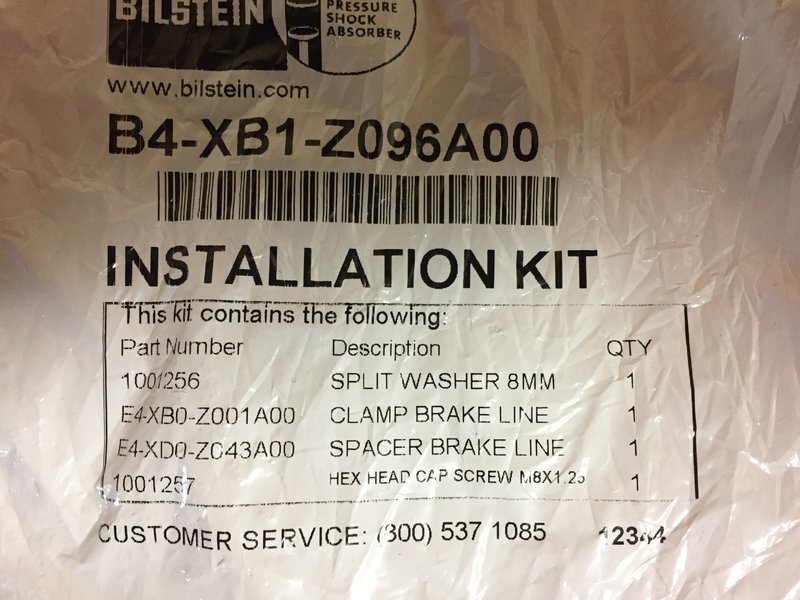 BILSTEIN
PRESSURE
SHOCK
ABSORBER
www.bilstein.com
B4-XB1-Z096A00
INSTALLATION KIT
This kit contains the following:
Part Number Description QTY
1001256 SPLIT WASHER 8MM 1
E4-XB0-Z001A00 CLAMP BRAKE LINE 1
E4-XD0-Z043A00 SPACER BRAKE LINE 1
1001257 HEX HEAD CAP SCREW M8X1.25 1
CUSTOMER SERVICE: (800) 537 1085 12344